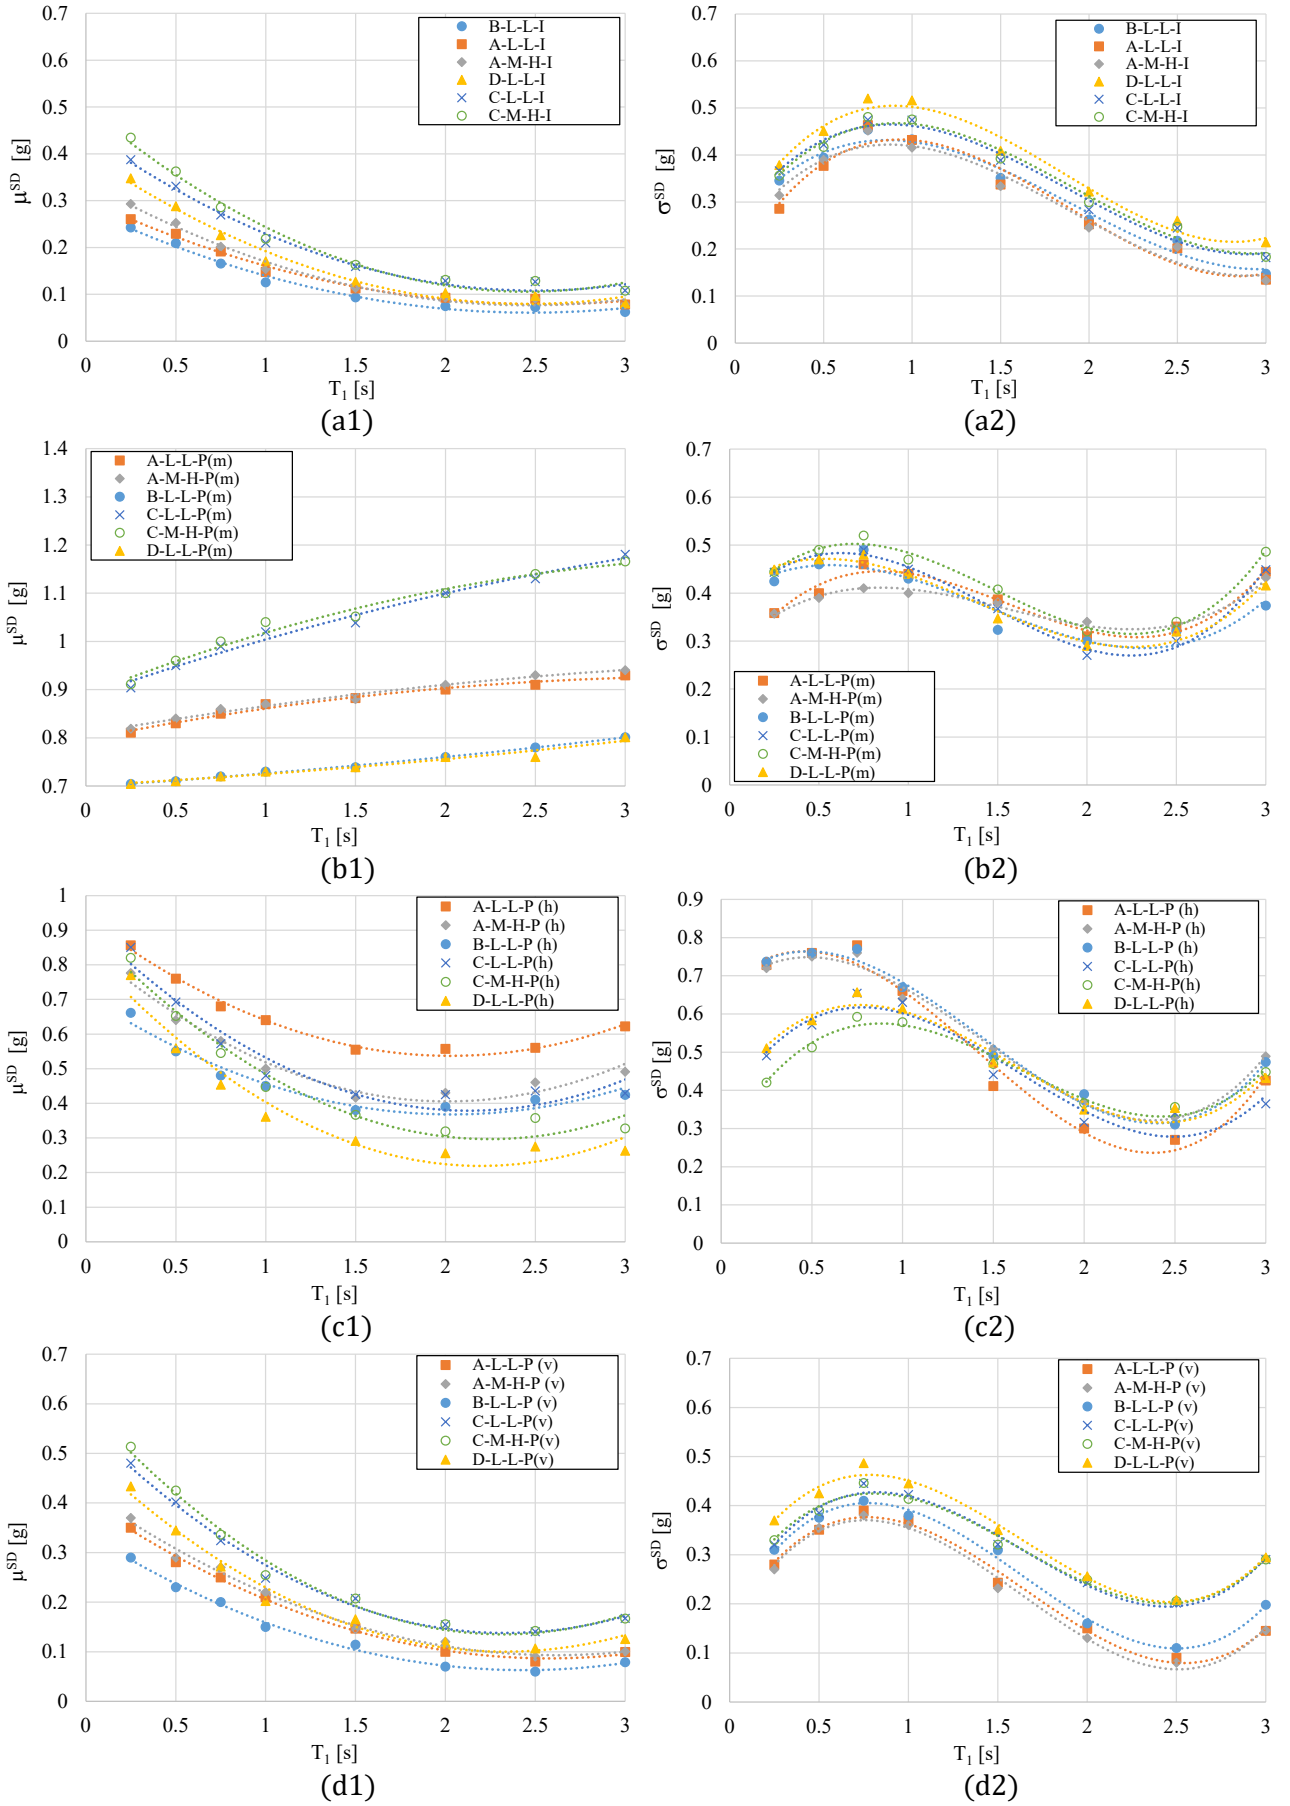 0.7
0.6
0.5
0.4
0.3
0.2
0.1
0
μ^SD [g]
B-L-L-I
A-L-L-I
A-M-H-I
D-L-L-I
C-L-L-I
C-M-H-I
0 0.5 1 1.5 2 2.5 3
T₁ [s]
(a1)
0.7
0.6
0.5
0.4
0.3
0.2
0.1
0
σ^SD [g]
B-L-L-I
A-L-L-I
A-M-H-I
D-L-L-I
C-L-L-I
C-M-H-I
0 0.5 1 1.5 2 2.5 3
T₁ [s]
(a2)
1.4
1.3
1.2
1.1
1
0.9
0.8
0.7
μ^SD [g]
A-L-L-P(m)
A-M-H-P(m)
B-L-L-P(m)
C-L-L-P(m)
C-M-H-P(m)
D-L-L-P(m)
0 0.5 1 1.5 2 2.5 3
T₁ [s]
(b1)
0.7
0.6
0.5
0.4
0.3
0.2
0.1
0
σ^SD [g]
A-L-L-P(m)
A-M-H-P(m)
B-L-L-P(m)
C-L-L-P(m)
C-M-H-P(m)
D-L-L-P(m)
0 0.5 1 1.5 2 2.5 3
T₁ [s]
(b2)
1
0.9
0.8
0.7
0.6
0.5
0.4
0.3
0.2
0.1
0
μ^SD [g]
A-L-L-P (h)
A-M-H-P (h)
B-L-L-P (h)
C-L-L-P(h)
C-M-H-P(h)
D-L-L-P(h)
0 0.5 1 1.5 2 2.5 3
T₁ [s]
(c1)
0.9
0.8
0.7
0.6
0.5
0.4
0.3
0.2
0.1
0
σ^SD [g]
A-L-L-P (h)
A-M-H-P (h)
B-L-L-P (h)
C-L-L-P(h)
C-M-H-P(h)
D-L-L-P(h)
0 0.5 1 1.5 2 2.5 3
T₁ [s]
(c2)
0.7
0.6
0.5
0.4
0.3
0.2
0.1
0
μ^SD [g]
A-L-L-P (v)
A-M-H-P (v)
B-L-L-P (v)
C-L-L-P(v)
C-M-H-P(v)
D-L-L-P(v)
0 0.5 1 1.5 2 2.5 3
T₁ [s]
(d1)
0.7
0.6
0.5
0.4
0.3
0.2
0.1
0
σ^SD [g]
A-L-L-P (v)
A-M-H-P (v)
B-L-L-P (v)
C-L-L-P(v)
C-M-H-P(v)
D-L-L-P(v)
0 0.5 1 1.5 2 2.5 3
T₁ [s]
(d2)